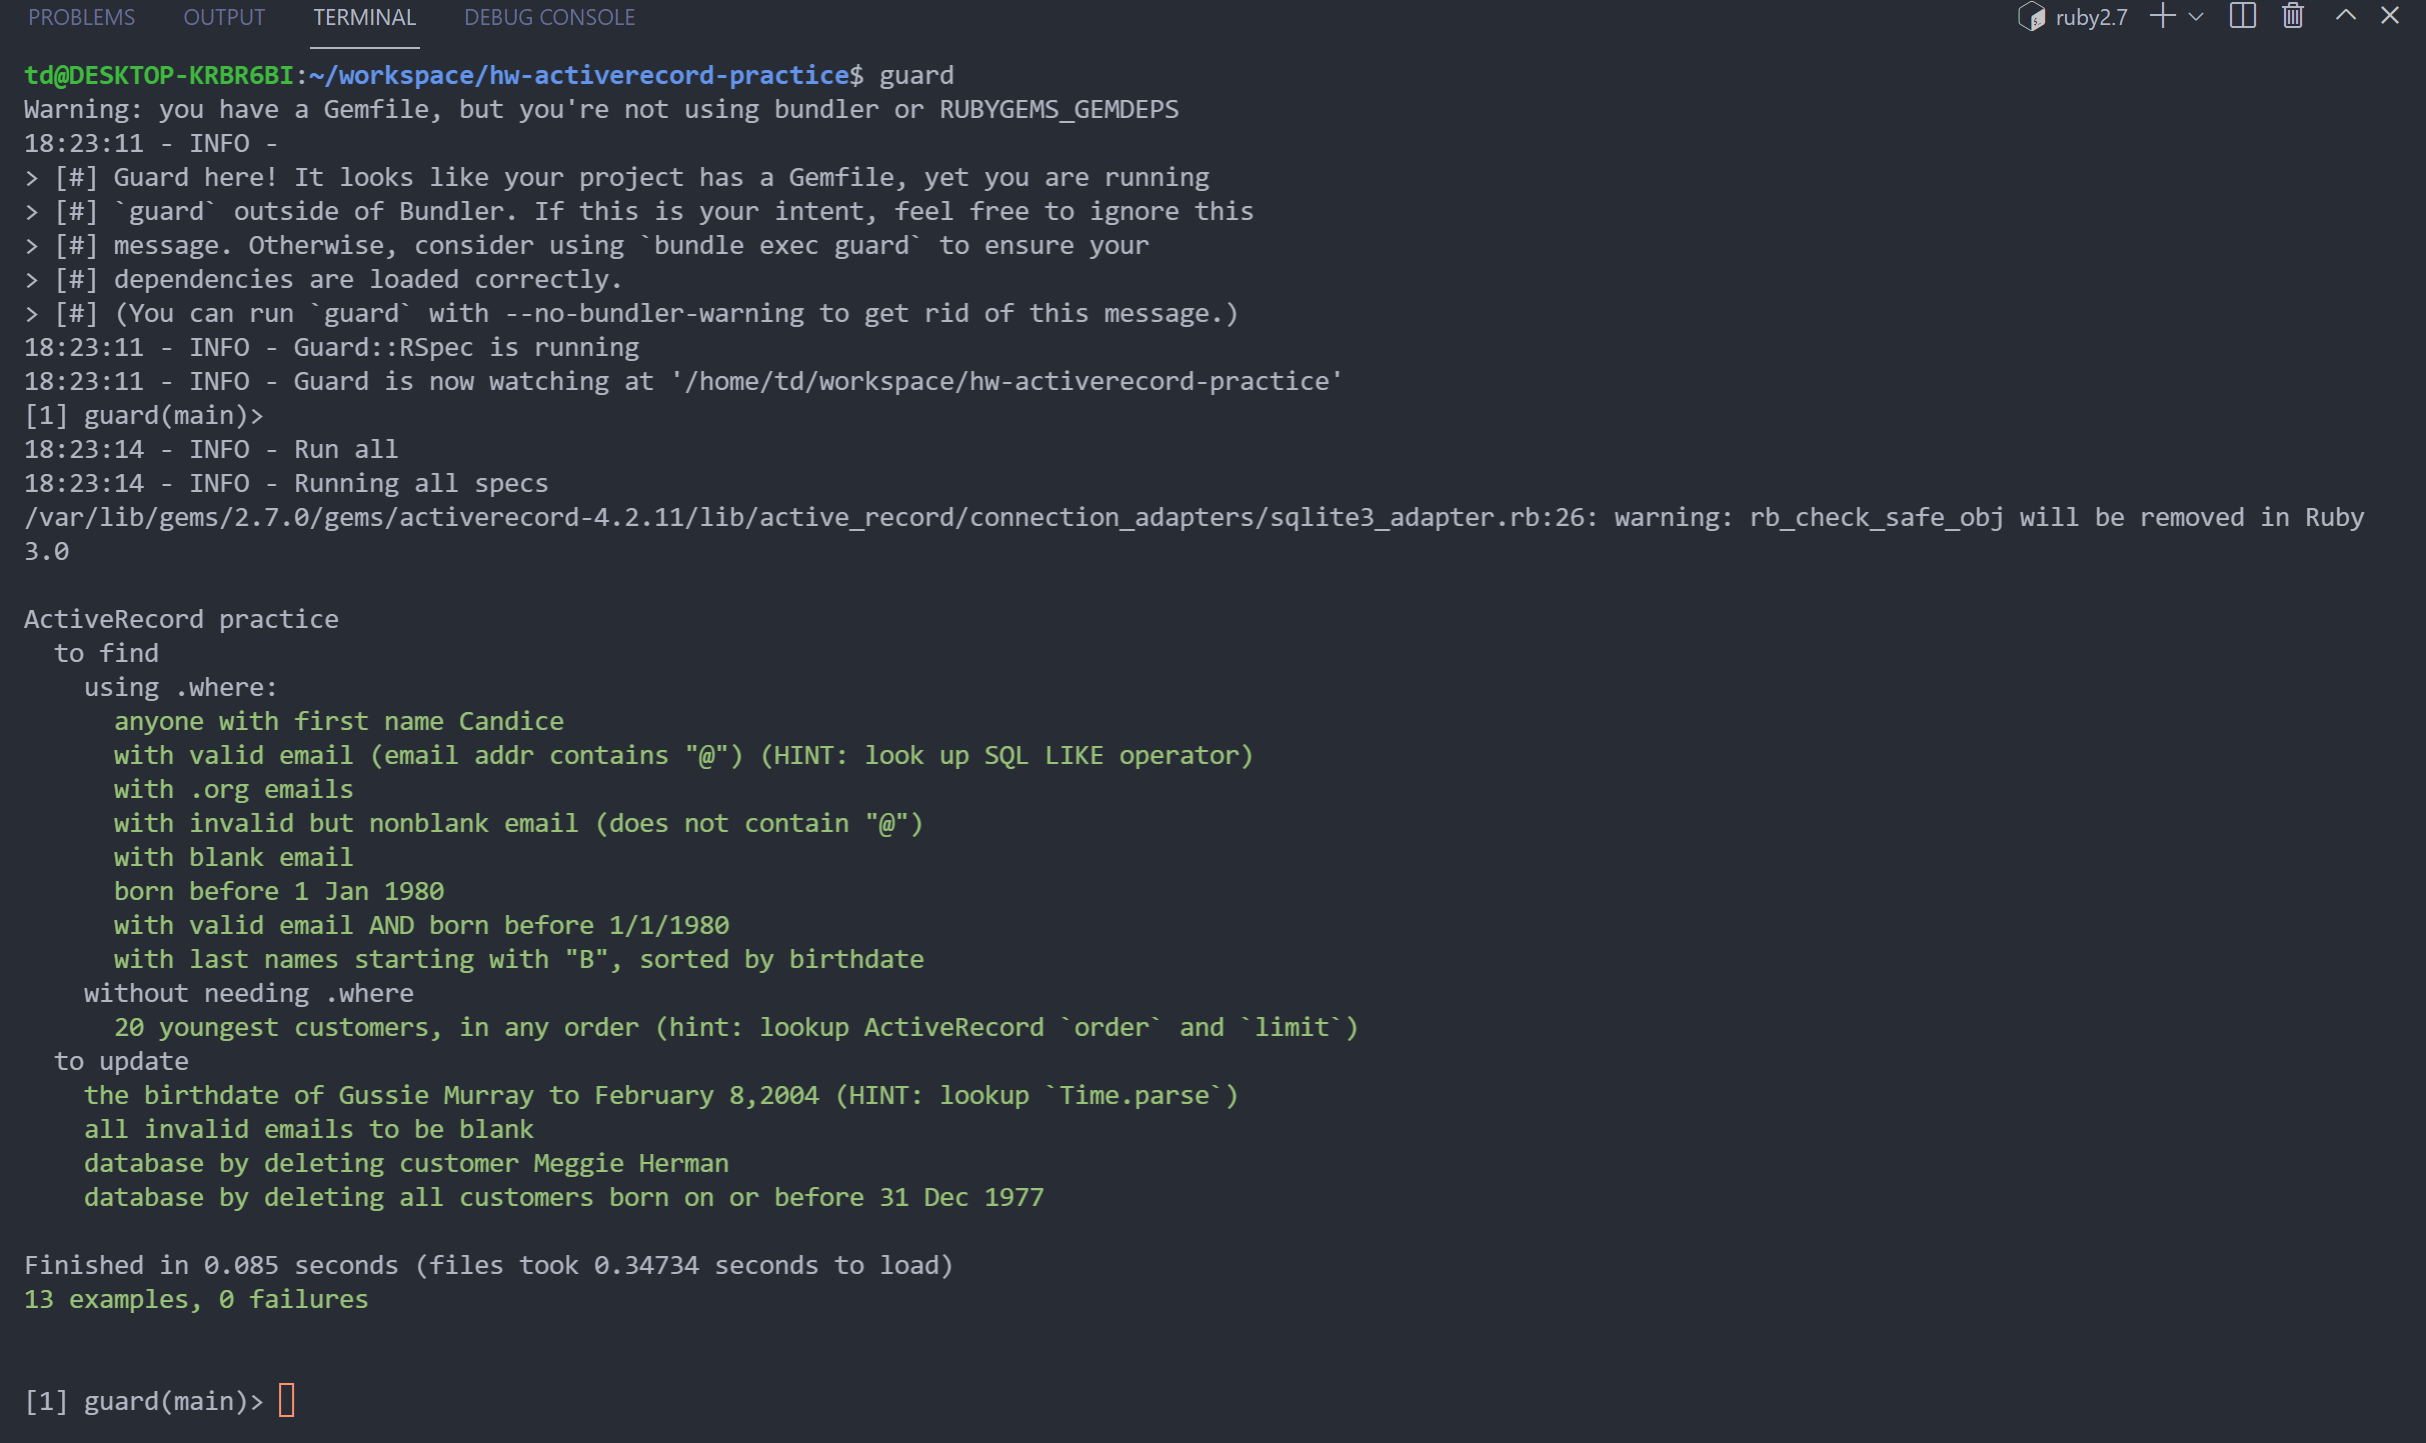 PROBLEMS OUTPUT TERMINAL DEBUG CONSOLE ruby2.7
td@DESKTOP-KRBR6BI:~/workspace/hw-activerecord-practice$ guard
Warning: you have a Gemfile, but you're not using bundler or RUBYGEMS_GEMDEPS
18:23:11 - INFO -
> [#] Guard here! It looks like your project has a Gemfile, yet you are running
> [#] `guard` outside of Bundler. If this is your intent, feel free to ignore this
> [#] message. Otherwise, consider using `bundle exec guard` to ensure your
> [#] dependencies are loaded correctly.
> [#] (You can run `guard` with --no-bundler-warning to get rid of this message.)
18:23:11 - INFO - Guard::RSpec is running
18:23:11 - INFO - Guard is now watching at '/home/td/workspace/hw-activerecord-practice'
[1] guard(main)>
18:23:14 - INFO - Run all
18:23:14 - INFO - Running all specs
/var/lib/gems/2.7.0/gems/activerecord-4.2.11/lib/active_record/connection_adapters/sqlite3_adapter.rb:26: warning: rb_check_safe_obj will be removed in Ruby
3.0
ActiveRecord practice
  to find
    using .where:
      anyone with first name Candice
      with valid email (email addr contains "@") (HINT: look up SQL LIKE operator)
      with .org emails
      with invalid but nonblank email (does not contain "@")
      with blank email
      born before 1 Jan 1980
      with valid email AND born before 1/1/1980
      with last names starting with "B", sorted by birthdate
    without needing .where
      20 youngest customers, in any order (hint: lookup ActiveRecord `order` and `limit`)
  to update
    the birthdate of Gussie Murray to February 8,2004 (HINT: lookup `Time.parse`)
    all invalid emails to be blank
    database by deleting customer Meggie Herman
    database by deleting all customers born on or before 31 Dec 1977
Finished in 0.085 seconds (files took 0.34734 seconds to load)
13 examples, 0 failures
[1] guard(main)>